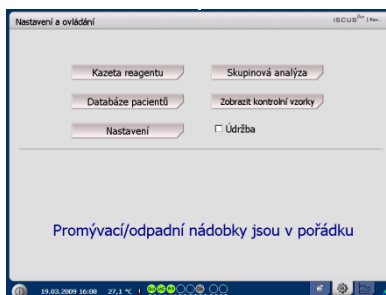 Nastavení a ovládání
ISCUS
Kazeta reagentu
Skupinová analýza
Databáze pacientů
Zobrazit kontrolní vzorky
Nastavení
Údržba
Promývací/odpadní nádobky jsou v pořádku
19.03.2009 16:08 27,1 °C